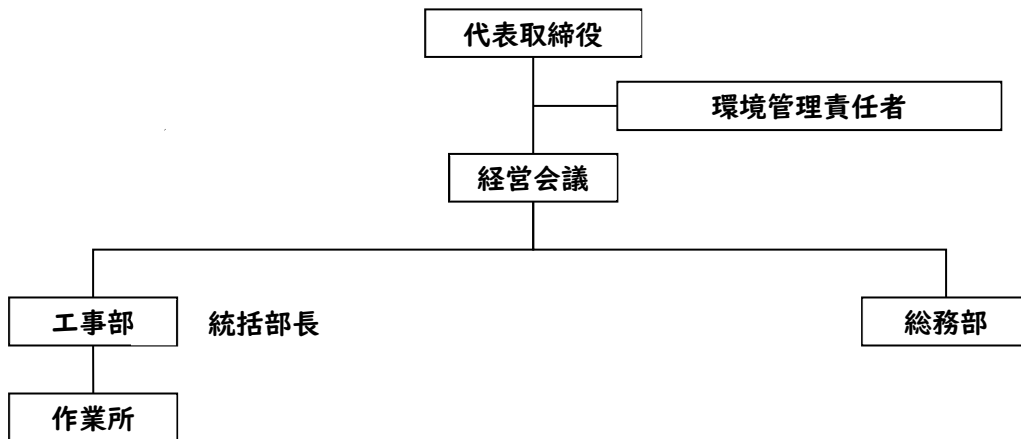 代表取締役
環境管理責任者
経営会議
工事部 統括部長
総務部
作業所